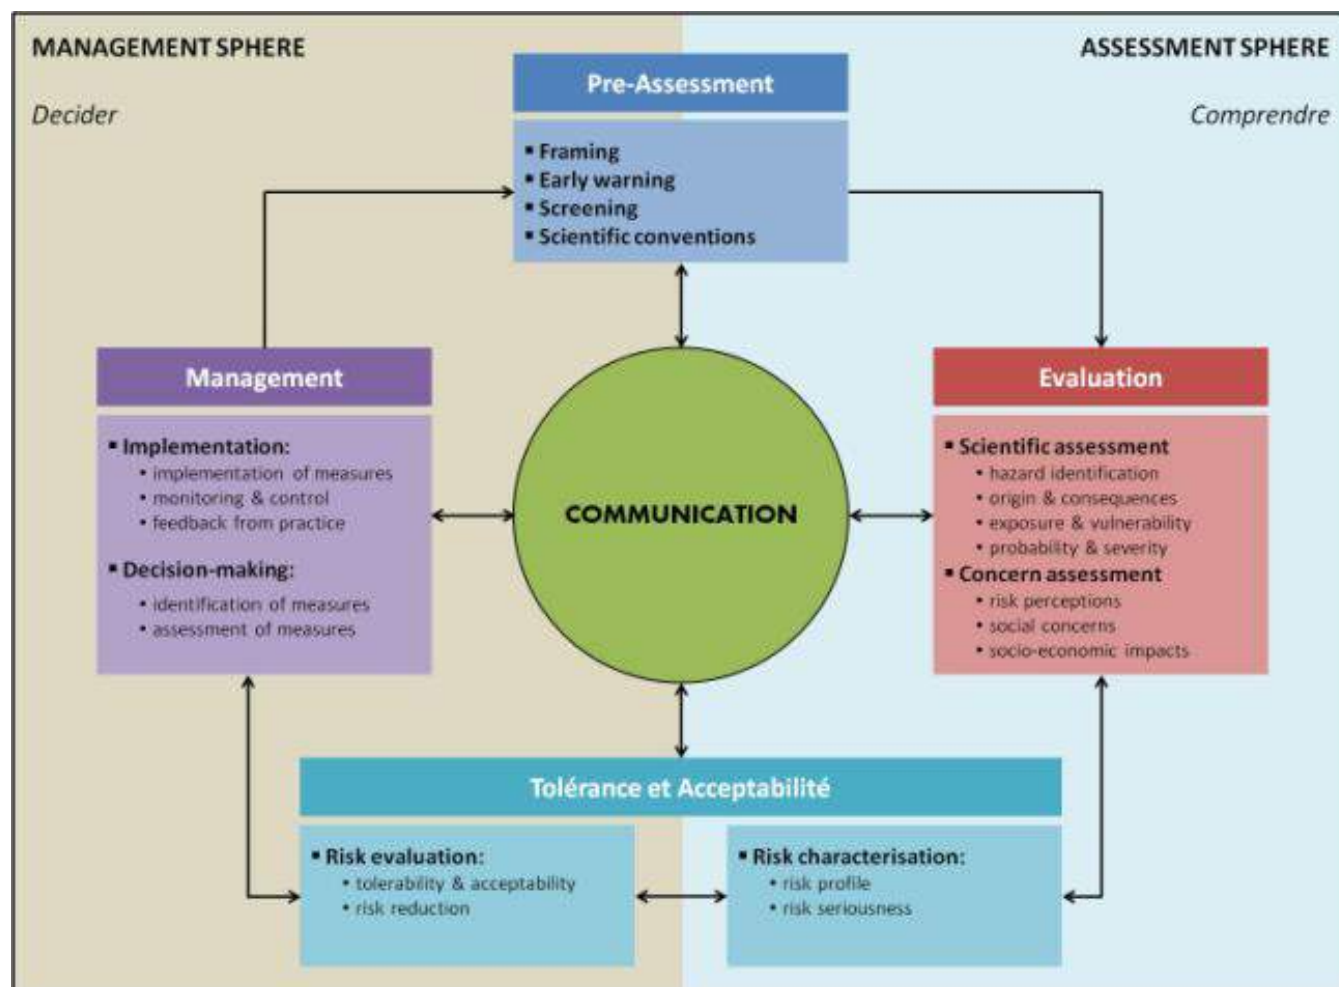 MANAGEMENT SPHERE
ASSESSMENT SPHERE
Decider
Comprendre
Pre-Assessment
▪ Framing
▪ Early warning
▪ Screening
▪ Scientific conventions
Management
▪ Implementation:
• implementation of measures
• monitoring & control
• feedback from practice
▪ Decision-making:
• identification of measures
• assessment of measures
COMMUNICATION
Evaluation
▪ Scientific assessment
• hazard identification
• origin & consequences
• exposure & vulnerability
• probability & severity
▪ Concern assessment
• risk perceptions
• social concerns
• socio-economic impacts
Tolérance et Acceptabilité
▪ Risk evaluation:
• tolerability & acceptability
• risk reduction
▪ Risk characterisation:
• risk profile
• risk seriousness